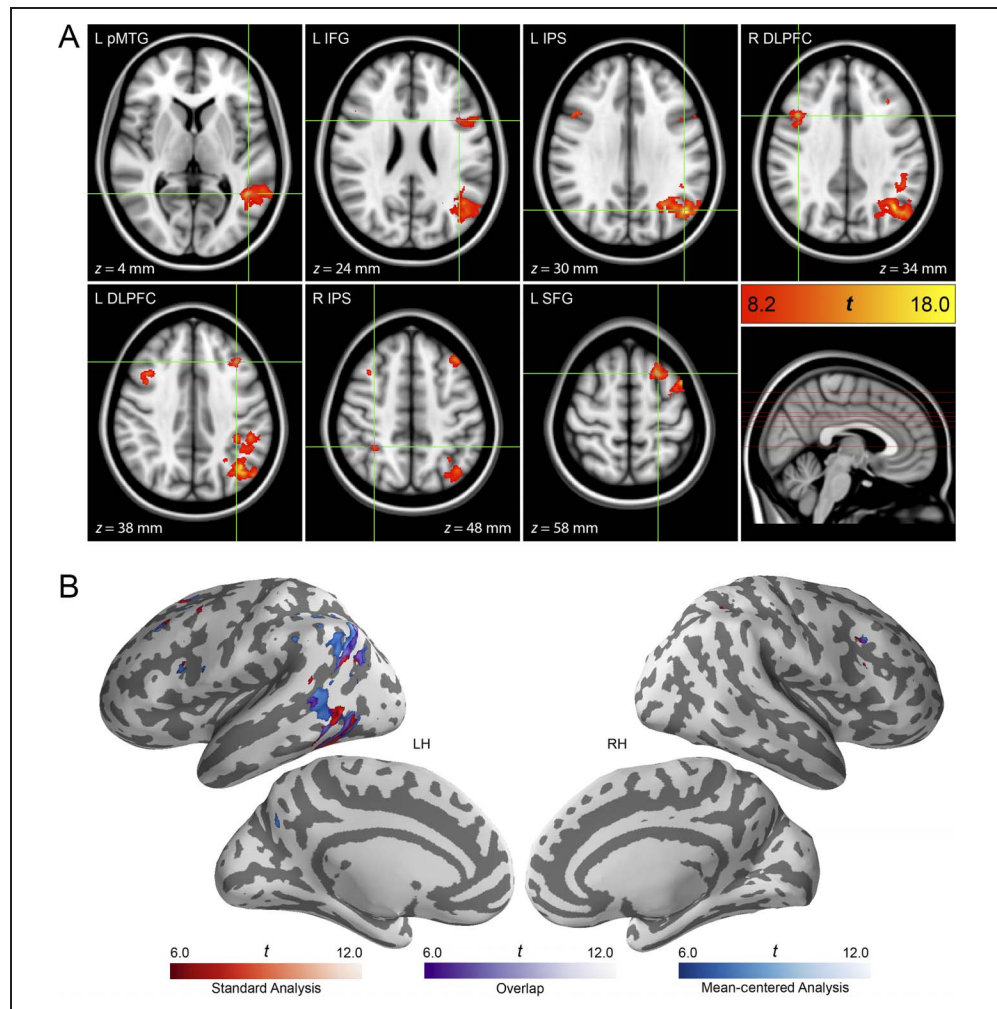 A
L pMTG
L IFG
L IPS
R DLPFC
z = 4 mm
z = 24 mm
z = 30 mm
z = 34 mm
L DLPFC
R IPS
L SFG
8.2 t 18.0
z = 38 mm
z = 48 mm
z = 58 mm
B
LH
RH
6.0 t 12.0
Standard Analysis
6.0 t 12.0
Overlap
6.0 t 12.0
Mean-centered Analysis